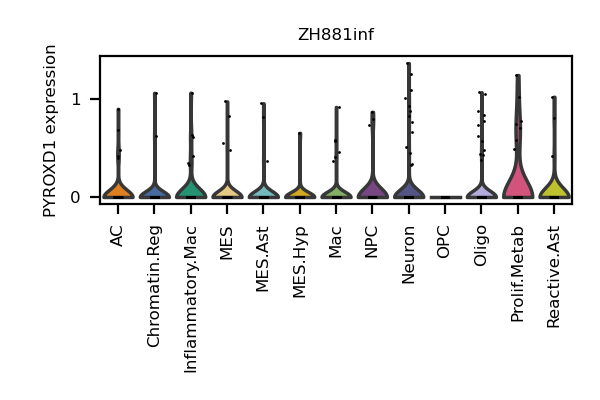 ZH881inf
PYROXD1 expression
1
0
AC
Chromatin.Reg
Inflammatory.Mac
MES
MES.Ast
MES.Hyp
Mac
NPC
Neuron
OPC
Oligo
Prolif.Metab
Reactive.Ast